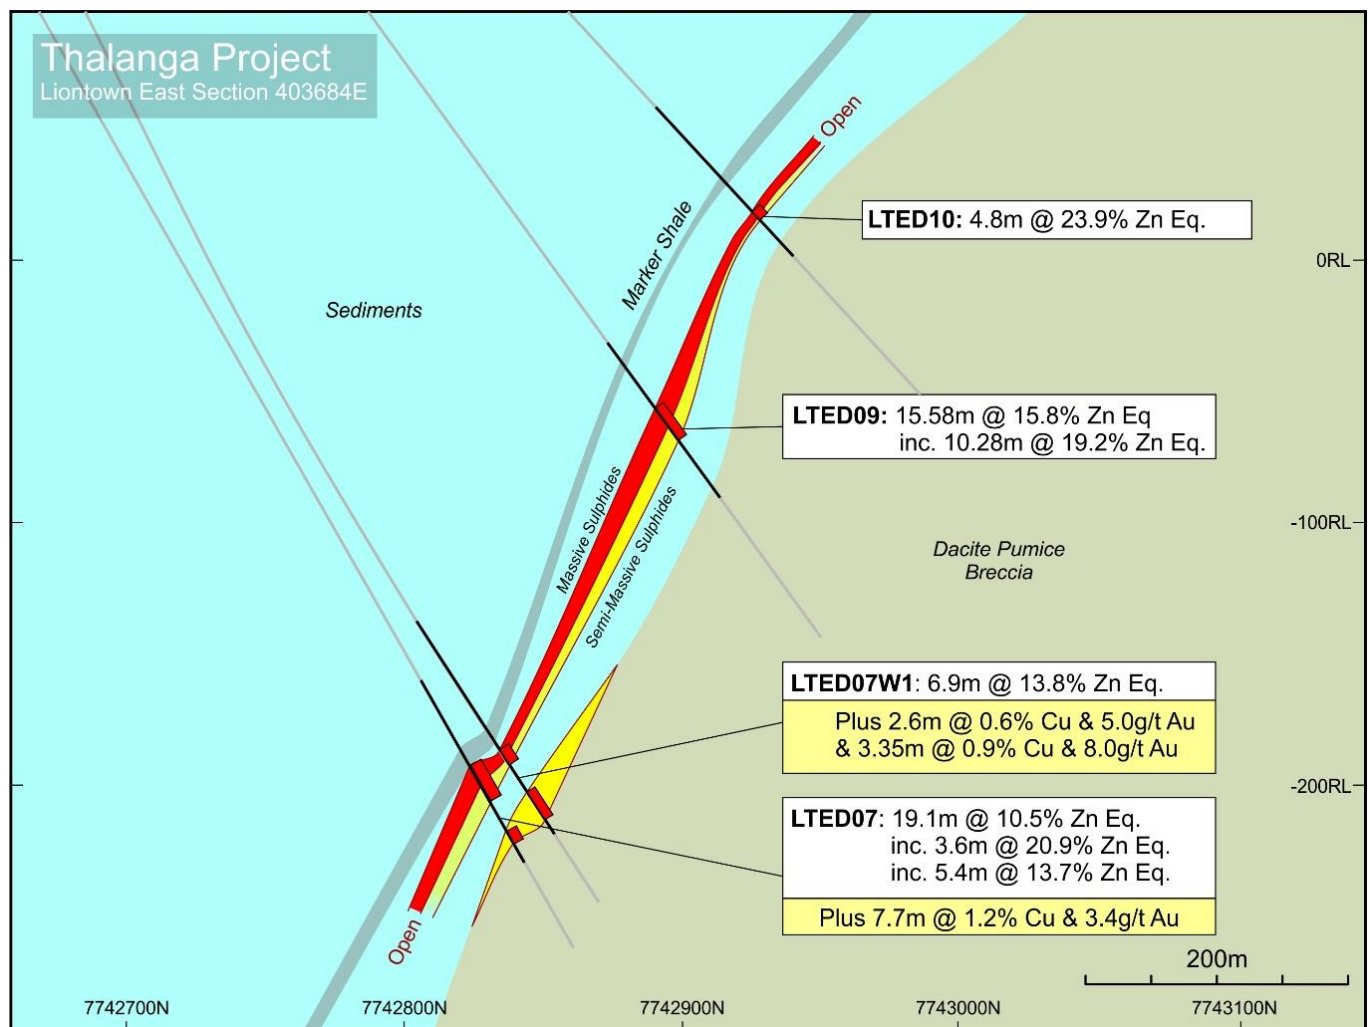 Thalanga Project
Liontown East Section 403684E
Open
Marker Shale
LTED10: 4.8m @ 23.9% Zn Eq.
0RL
Sediments
LTED09: 15.58m @ 15.8% Zn Eq
inc. 10.28m @ 19.2% Zn Eq.
Massive Sulphides
Semi-Massive Sulphides
-100RL
Dacite Pumice
Breccia
LTED07W1: 6.9m @ 13.8% Zn Eq.
Plus 2.6m @ 0.6% Cu & 5.0g/t Au
& 3.35m @ 0.9% Cu & 8.0g/t Au
-200RL
LTED07: 19.1m @ 10.5% Zn Eq.
inc. 3.6m @ 20.9% Zn Eq.
inc. 5.4m @ 13.7% Zn Eq.
Plus 7.7m @ 1.2% Cu & 3.4g/t Au
Open
200m
7742700N
7742800N
7742900N
7743000N
7743100N